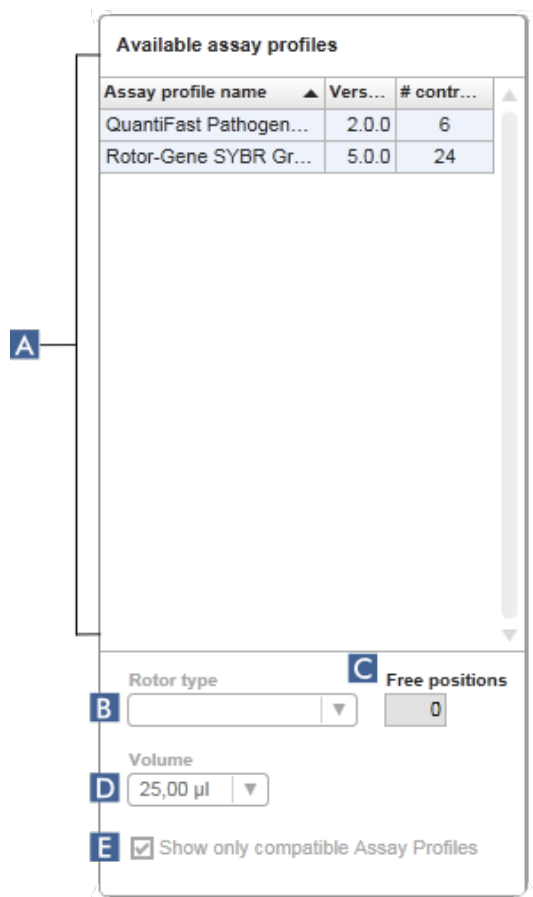 Available assay profiles
Assay profile name Vers... # contr...
QuantiFast Pathogen... 2.0.0 6
Rotor-Gene SYBR Gr... 5.0.0 24
A
Rotor type C Free positions
B 0
Volume
D 25,00 µl
E Show only compatible Assay Profiles